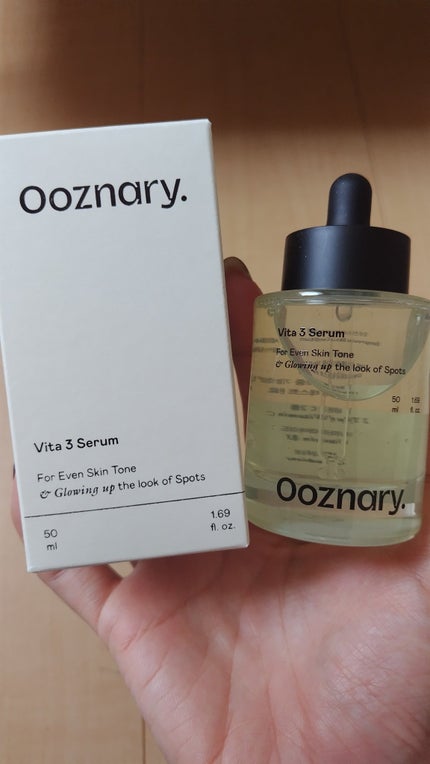 Ooznary.
Vita 3 Serum
For Even Skin Tone
& Glowing up the look of Spots
50
ml
1.69
fl. oz.
Vita 3 Serum
For Even Skin Tone
& Glowing up the look of Spots
50
ml
1.69
fl. oz.
Ooznary.